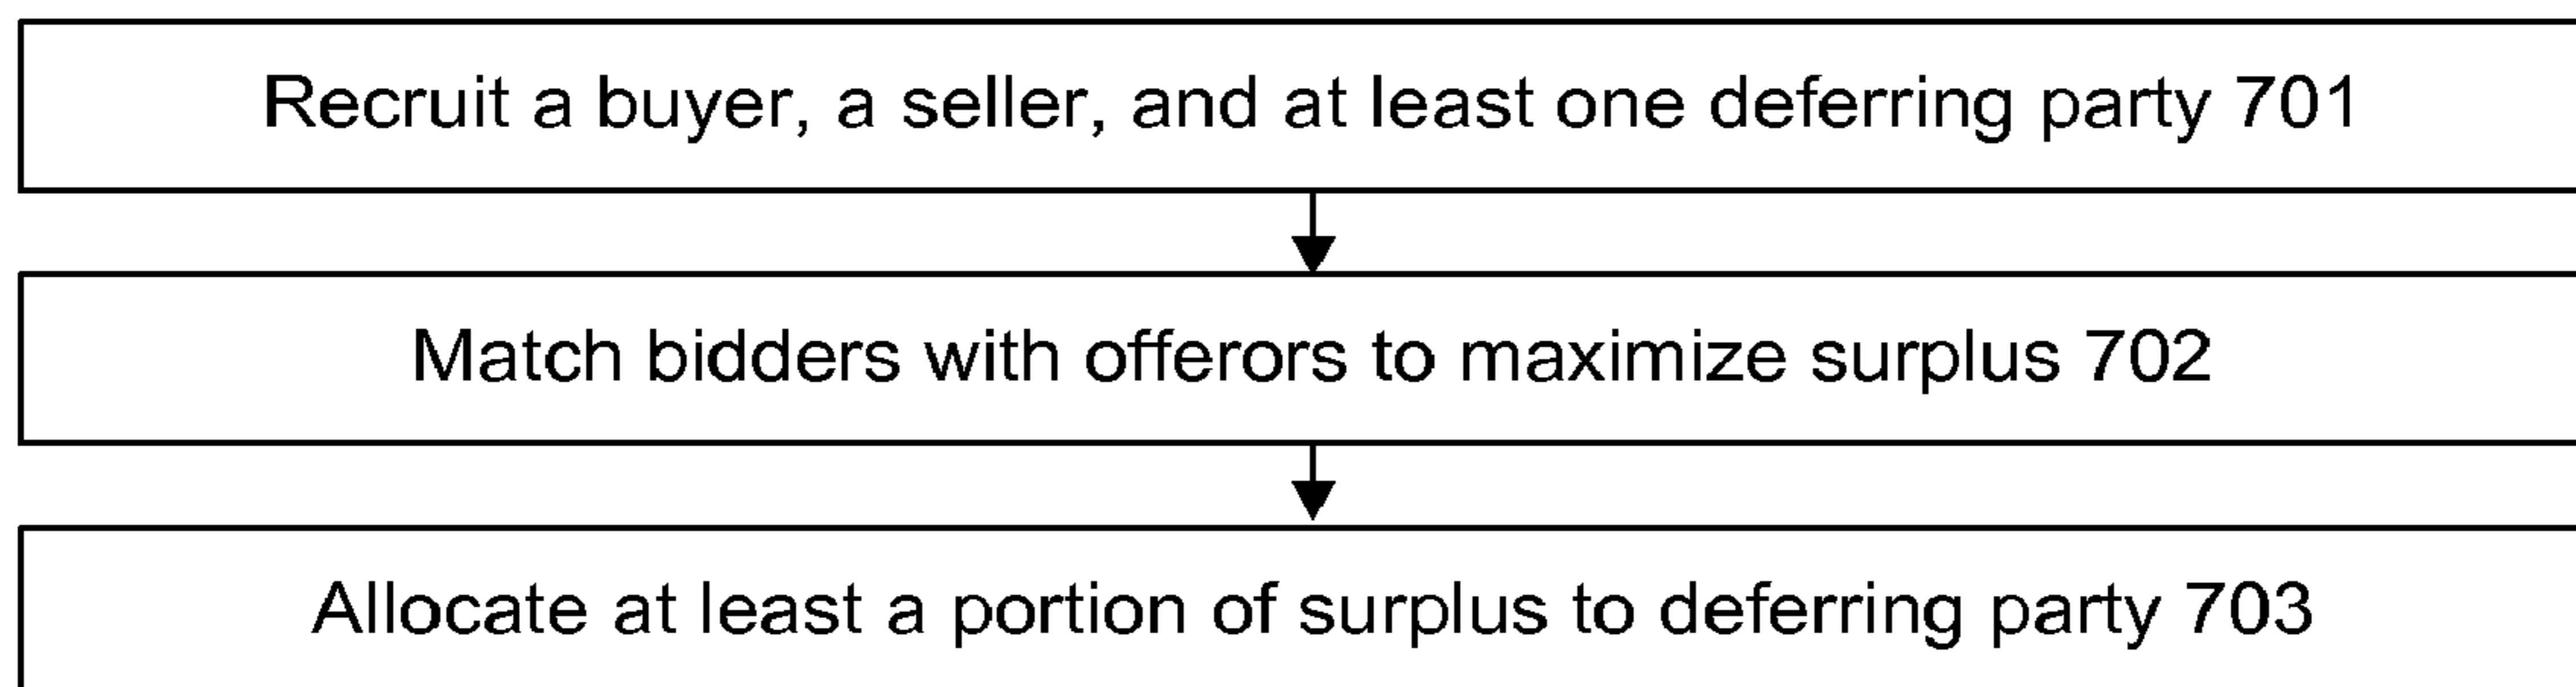 Recruit a buyer, a seller, and at least one deferring party 701
Match bidders with offerors to maximize surplus 702
Allocate at least a portion of surplus to deferring party 703